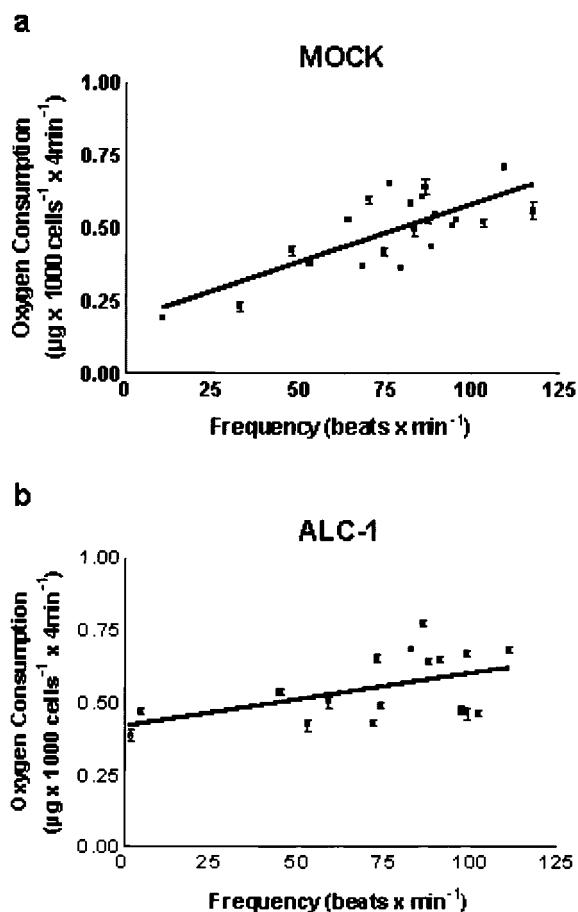 a
MOCK
Oxygen Consumption
(µg x 1000 cells⁻¹ x 4min⁻¹)
1.00
0.75
0.50
0.25
0.00
0
25
50
75
100
125
Frequency (beats x min⁻¹)
b
ALC-1
Oxygen Consumption
(µg x 1000 cells⁻¹ x 4min⁻¹)
1.00
0.75
0.50
0.25
0.00
0
25
50
75
100
125
Frequency (beats x min⁻¹)